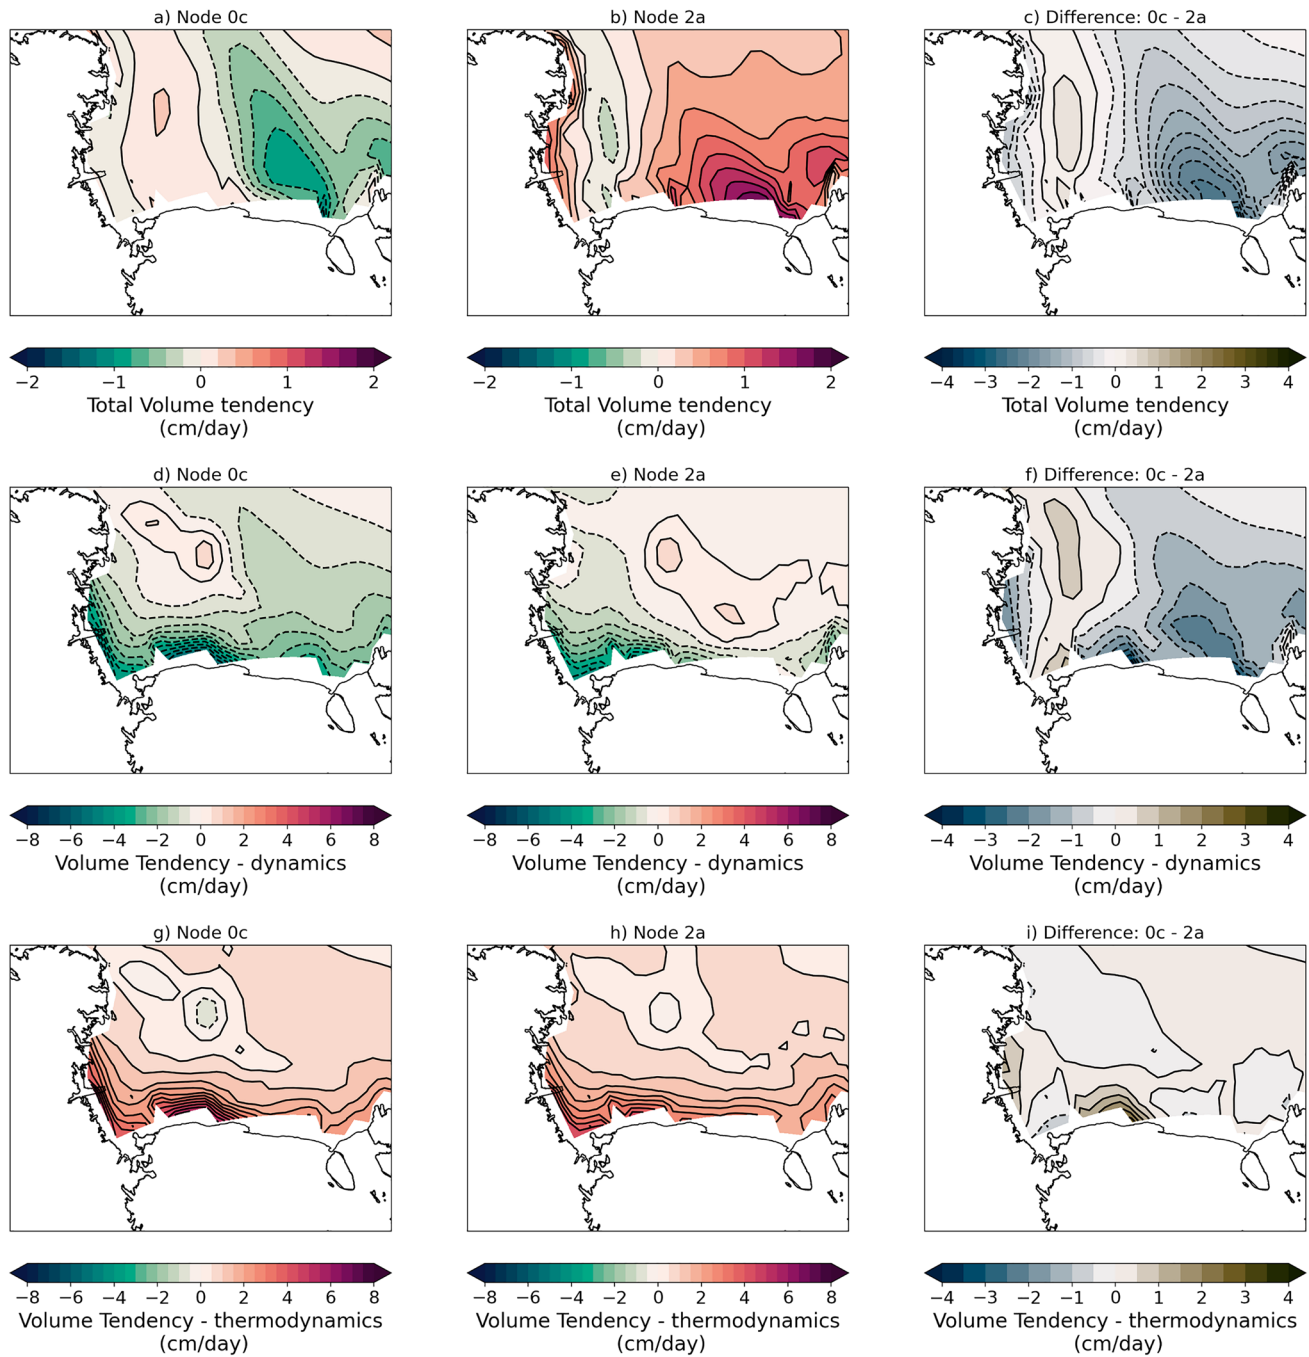 a) Node 0c
b) Node 2a
c) Difference: 0c - 2a
−2 −1 0 1 2
−2 −1 0 1 2
−4 −3 −2 −1 0 1 2 3 4
Total Volume tendency
(cm/day)
Total Volume tendency
(cm/day)
Total Volume tendency
(cm/day)
d) Node 0c
e) Node 2a
f) Difference: 0c - 2a
−8 −6 −4 −2 0 2 4 6 8
−8 −6 −4 −2 0 2 4 6 8
−4 −3 −2 −1 0 1 2 3 4
Volume Tendency - dynamics
(cm/day)
Volume Tendency - dynamics
(cm/day)
Volume Tendency - dynamics
(cm/day)
g) Node 0c
h) Node 2a
i) Difference: 0c - 2a
−8 −6 −4 −2 0 2 4 6 8
−8 −6 −4 −2 0 2 4 6 8
−4 −3 −2 −1 0 1 2 3 4
Volume Tendency - thermodynamics
(cm/day)
Volume Tendency - thermodynamics
(cm/day)
Volume Tendency - thermodynamics
(cm/day)